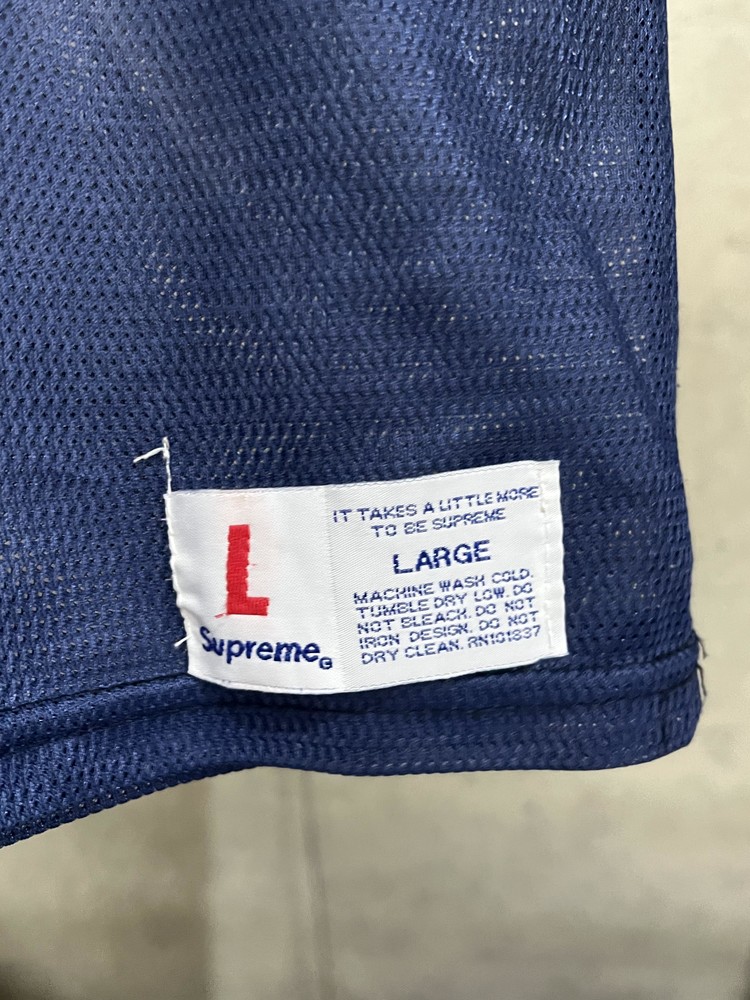 L
Supreme
IT TAKES A LITTLE MORE
TO BE SUPREME
LARGE
MACHINE WASH COLD.
TUMBLE DRY LOW. DO
NOT BLEACH. DO NOT
IRON DESIGN. DO NOT
DRY CLEAN. RN101837